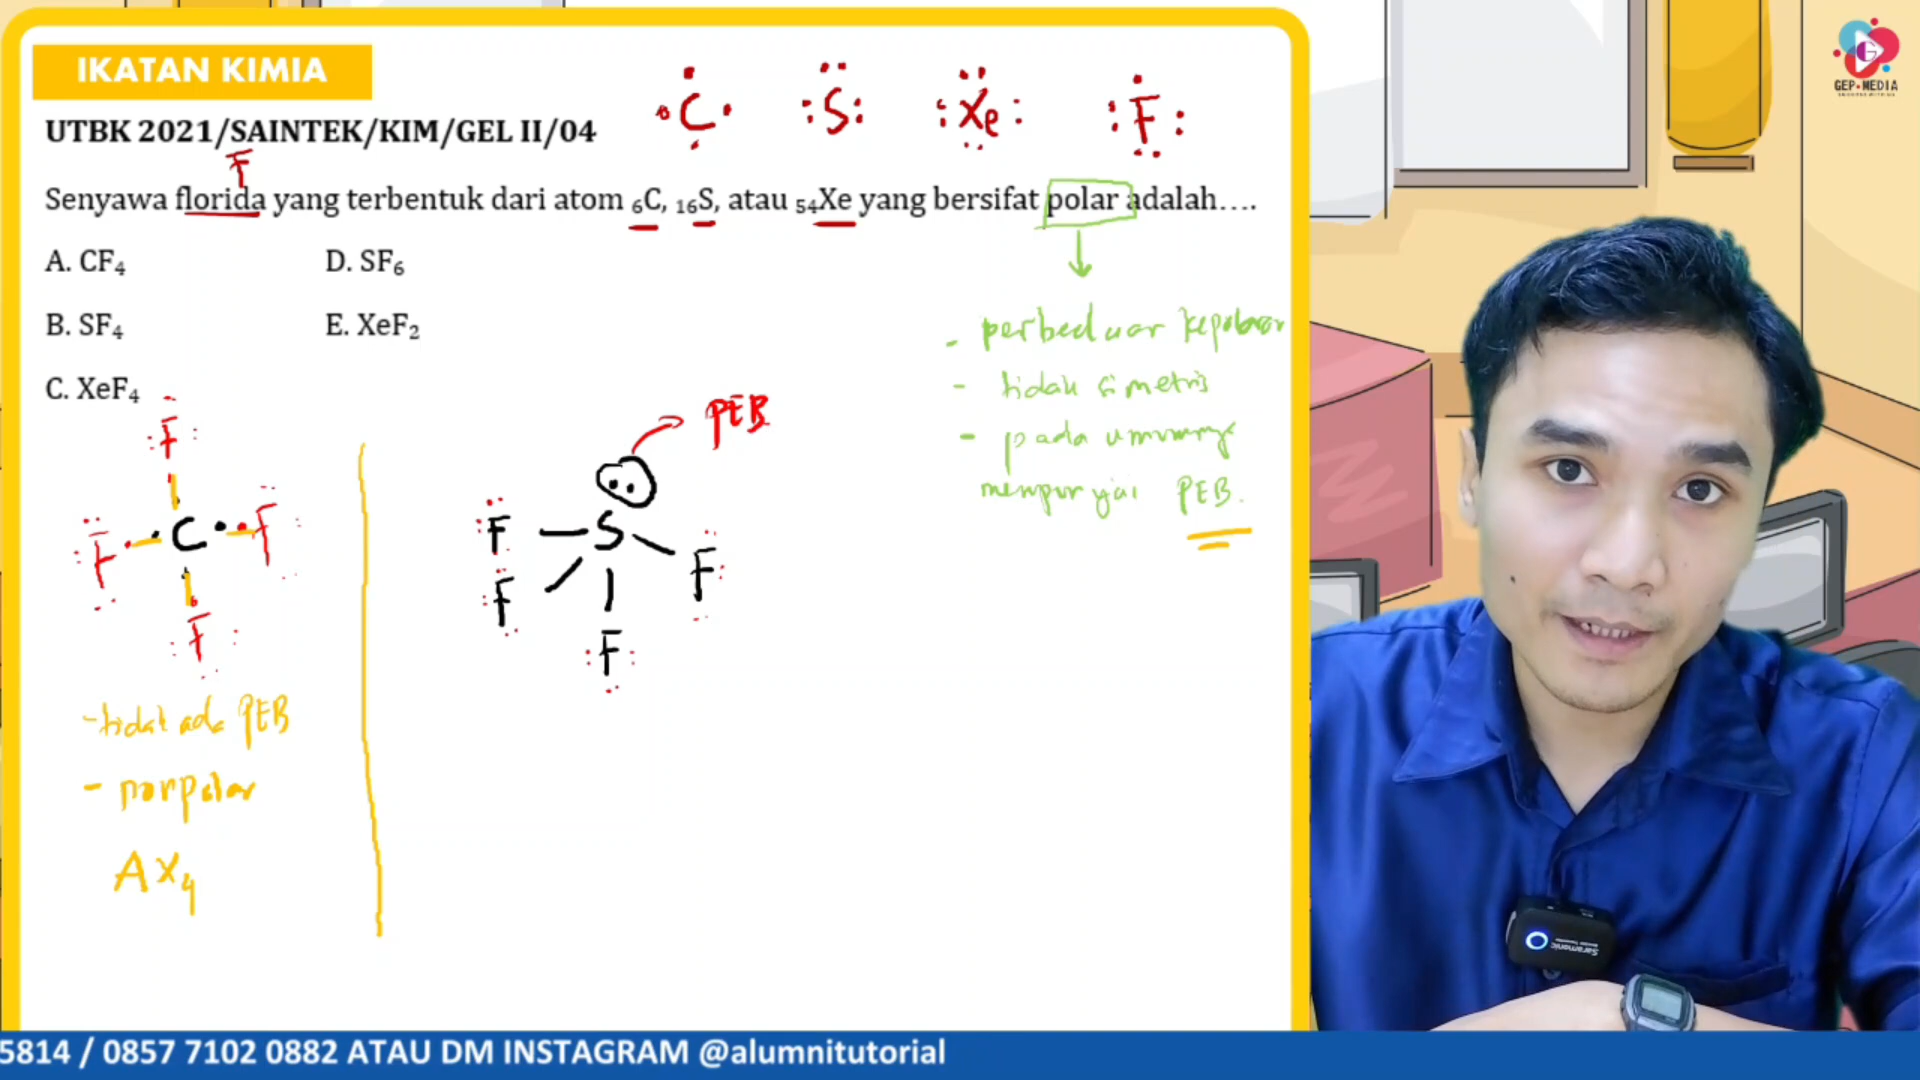 IKATAN KIMIA
UTBK 2021/SAINTEK/KIM/GEL II/04
C S Xe F
F
Senyawa florida yang terbentuk dari atom ₆C, ₁₆S, atau ₅₄Xe yang bersifat polar adalah….
A. CF₄ D. SF₆
B. SF₄ E. XeF₂
C. XeF₄
- perbeduaar
- tidak simetris
- pada umumnya
mempunyai PEB.
F
F C F
F
- tidak ada PEB
- nonpolar
AX₄
PEB
F S F
F
F
GEP•MEDIA
Saramonic
5814 / 0857 7102 0882 ATAU DM INSTAGRAM @alumnitutorial